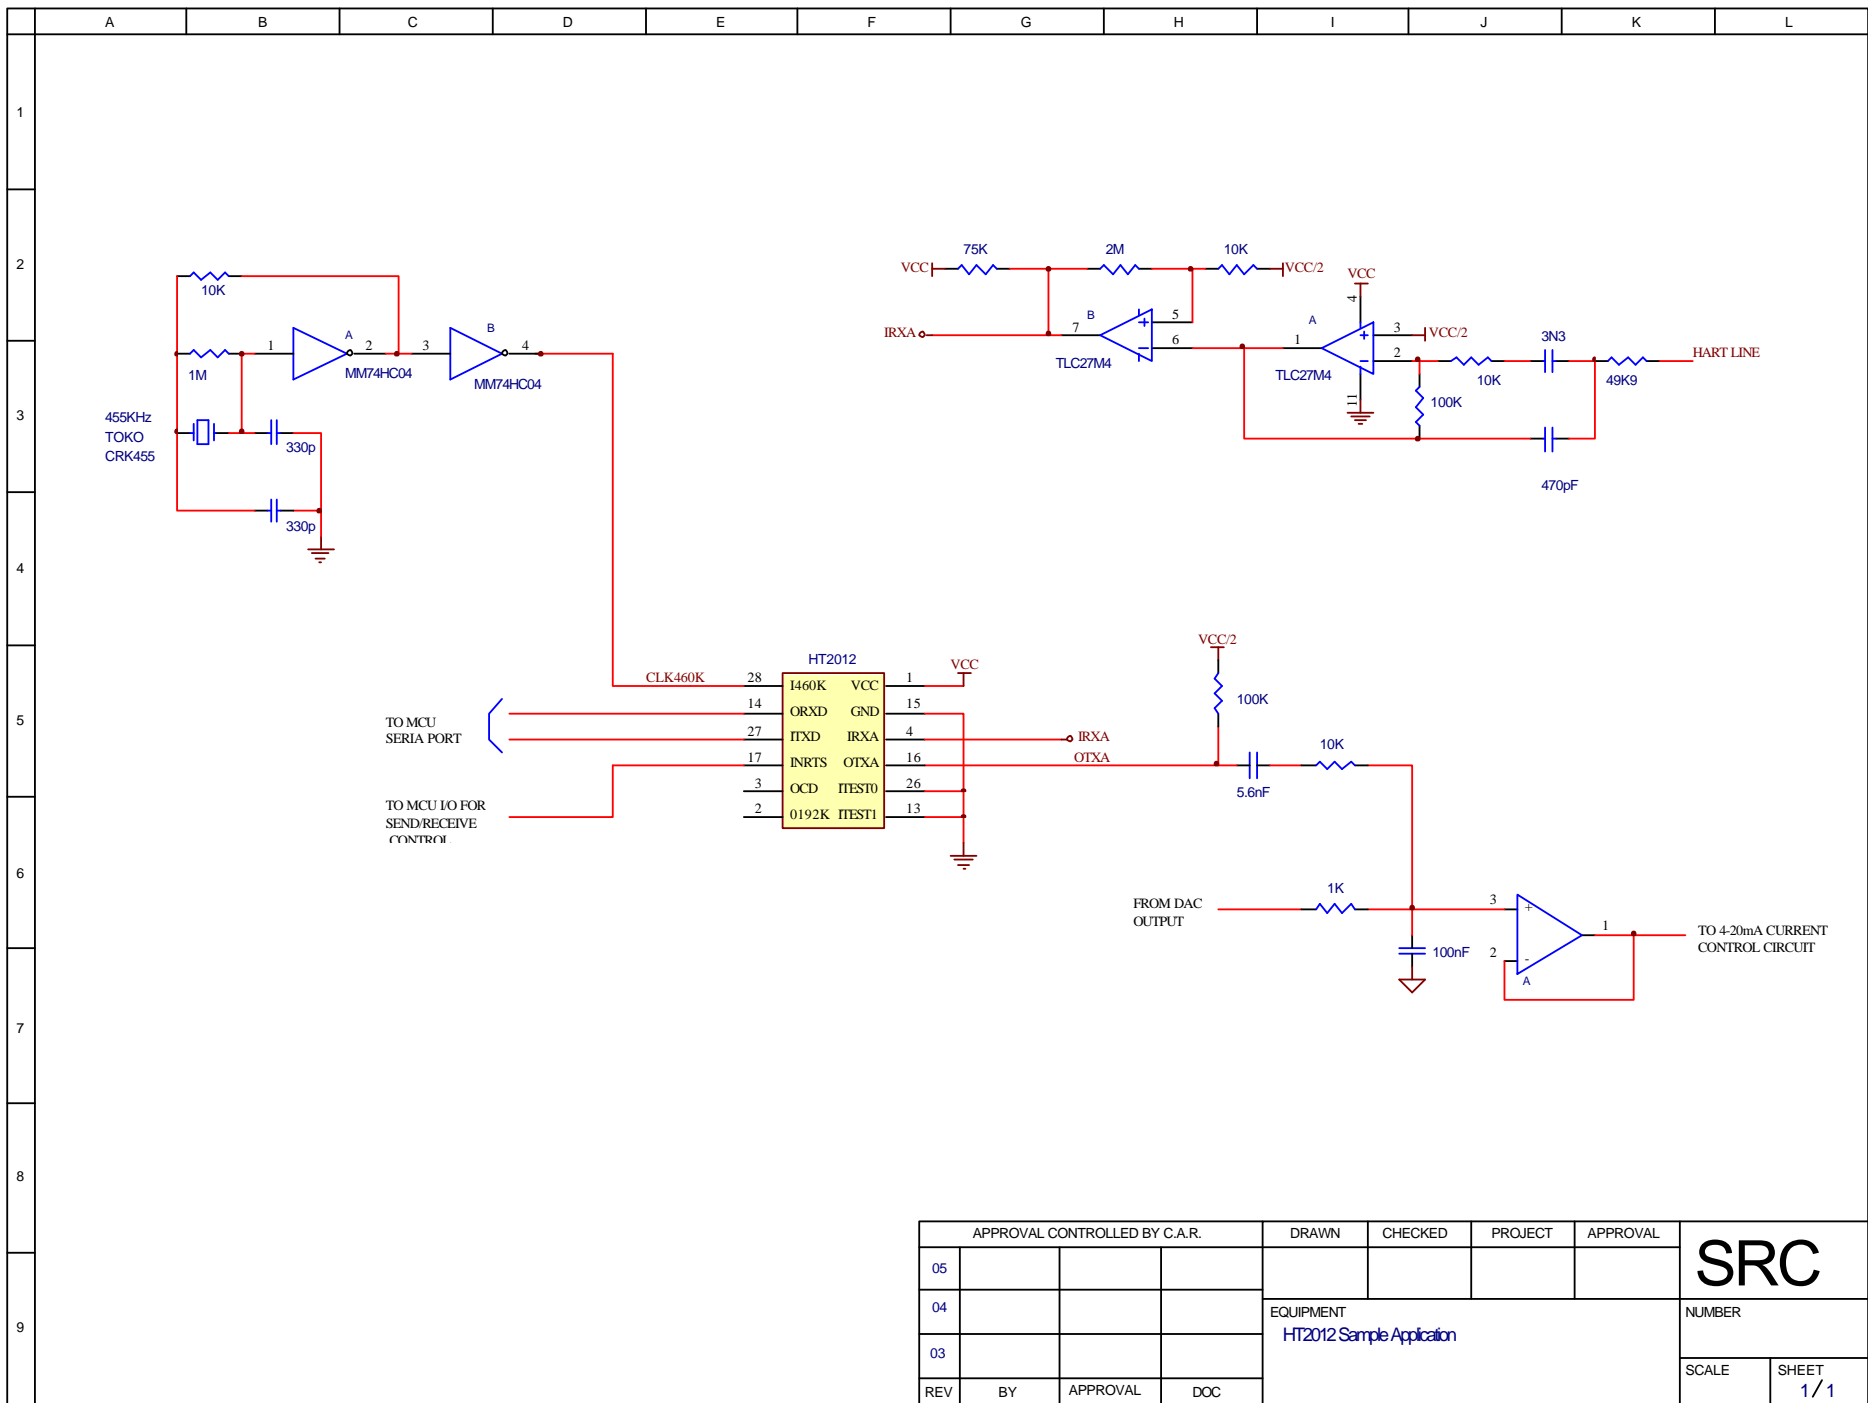 A B C D E F G H I J K L
1
2
3
4
5
6
7
8
9
10K
1M
1
A
2
MM74HC04
3
B
4
MM74HC04
455KHz
TOKO
CRK455
330p
330p
75K
2M
10K
VCC
VCC/2
IRXA
7
B
5
6
TLC27M4
VCC
4
A
1
3
VCC/2
2
TLC27M4
11
10K
3N3
49K9
HART LINE
100K
470pF
HT2012
CLK460K
28 I460K VCC 1
VCC
14 ORXD GND 15
27 ITXD IRXA 4
IRXA
17 INRTS OTXA 16
OTXA
3 OCD ITEST0 26
2 0192K ITEST1 13
TO MCU
SERIA PORT
TO MCU I/O FOR
SEND/RECEIVE
CONTROL
VCC/2
100K
5.6nF
10K
FROM DAC
OUTPUT
1K
100nF
3
+
2
-
A
1
TO 4-20mA CURRENT
CONTROL CIRCUIT
APPROVAL CONTROLLED BY C.A.R.
05
04
03
REV BY APPROVAL DOC
DRAWN CHECKED PROJECT APPROVAL
SRC
EQUIPMENT
HT2012 Sample Application
NUMBER
SCALE
SHEET
1/1